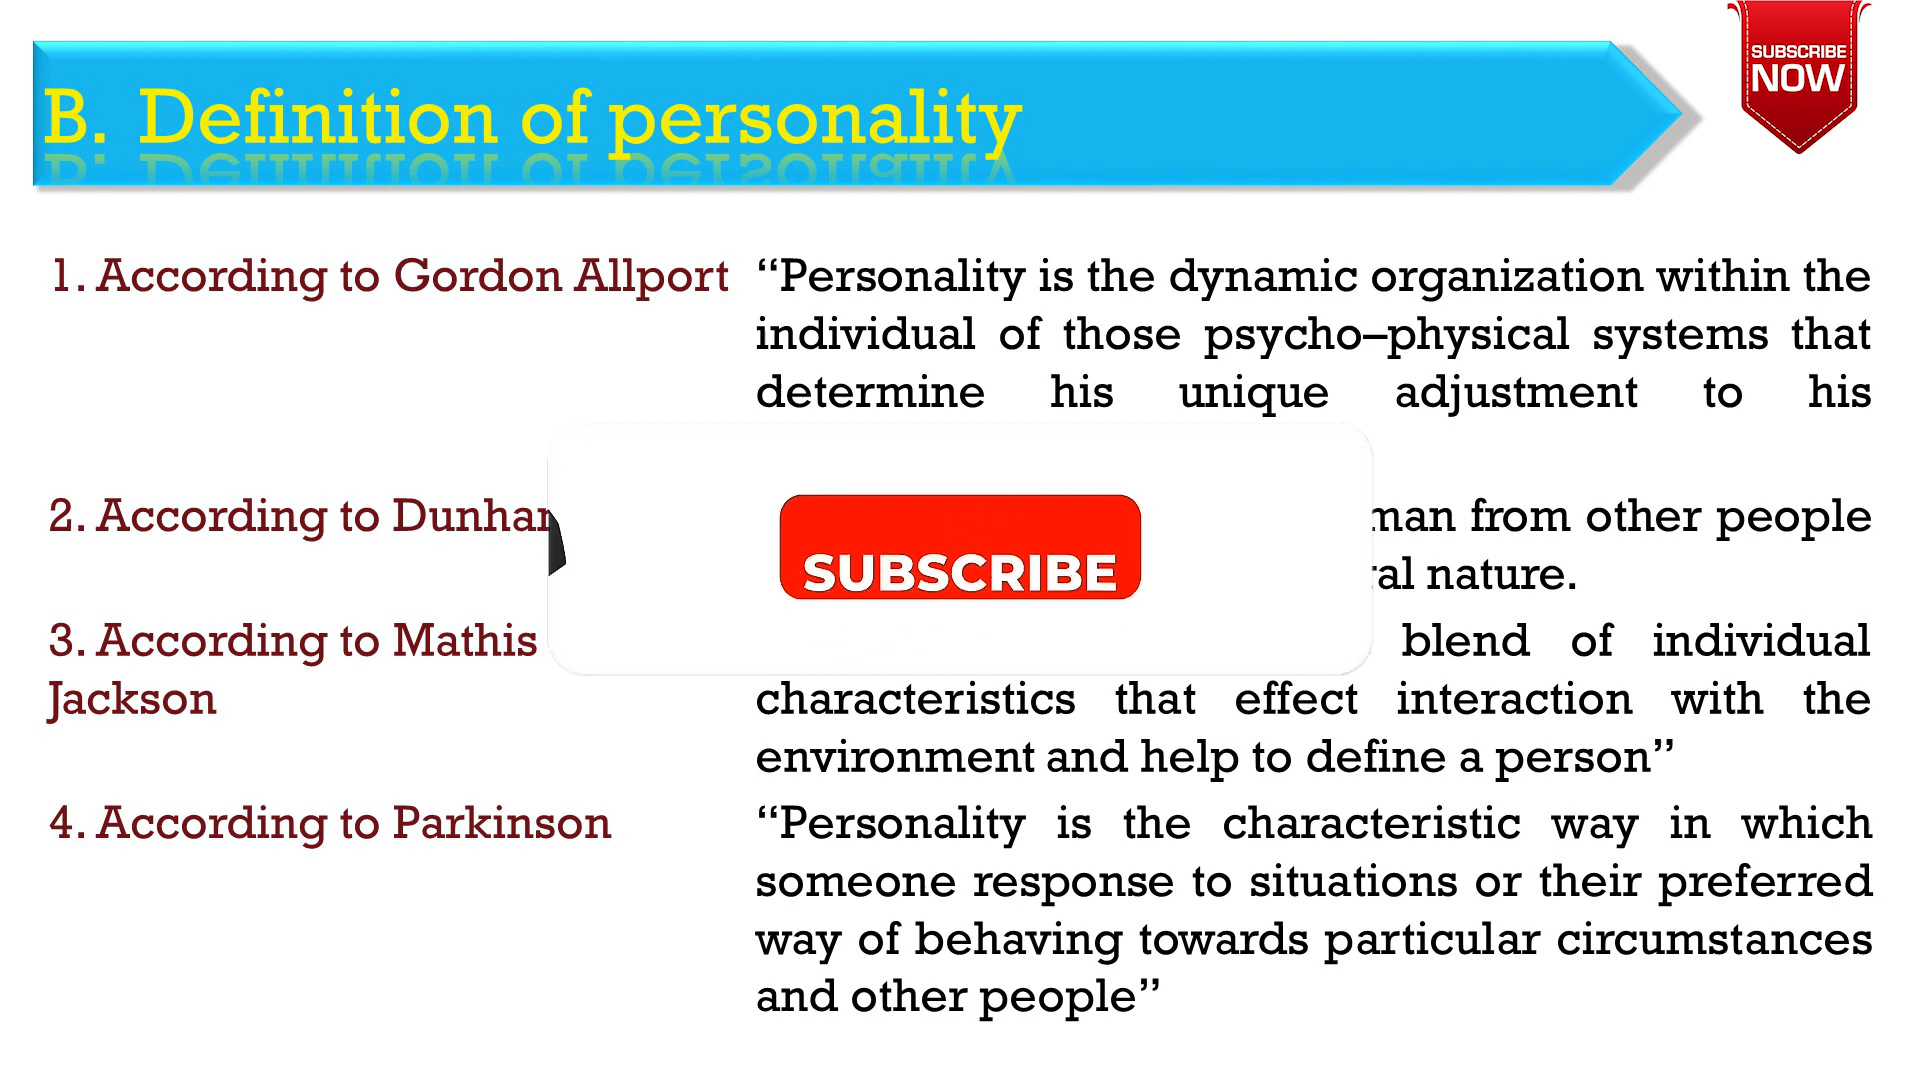 SUBSCRIBE
NOW
B. Definition of personality
1. According to Gordon Allport
“Personality is the dynamic organization within the
individual of those psycho–physical systems that
determine his unique adjustment to his
2. According to
man from other people
nature.
3. According to Mathis
Jackson
blend of individual
characteristics that effect interaction with the
environment and help to define a person”
4. According to Parkinson
“Personality is the characteristic way in which
someone response to situations or their preferred
way of behaving towards particular circumstances
and other people”
SUBSCRIBE